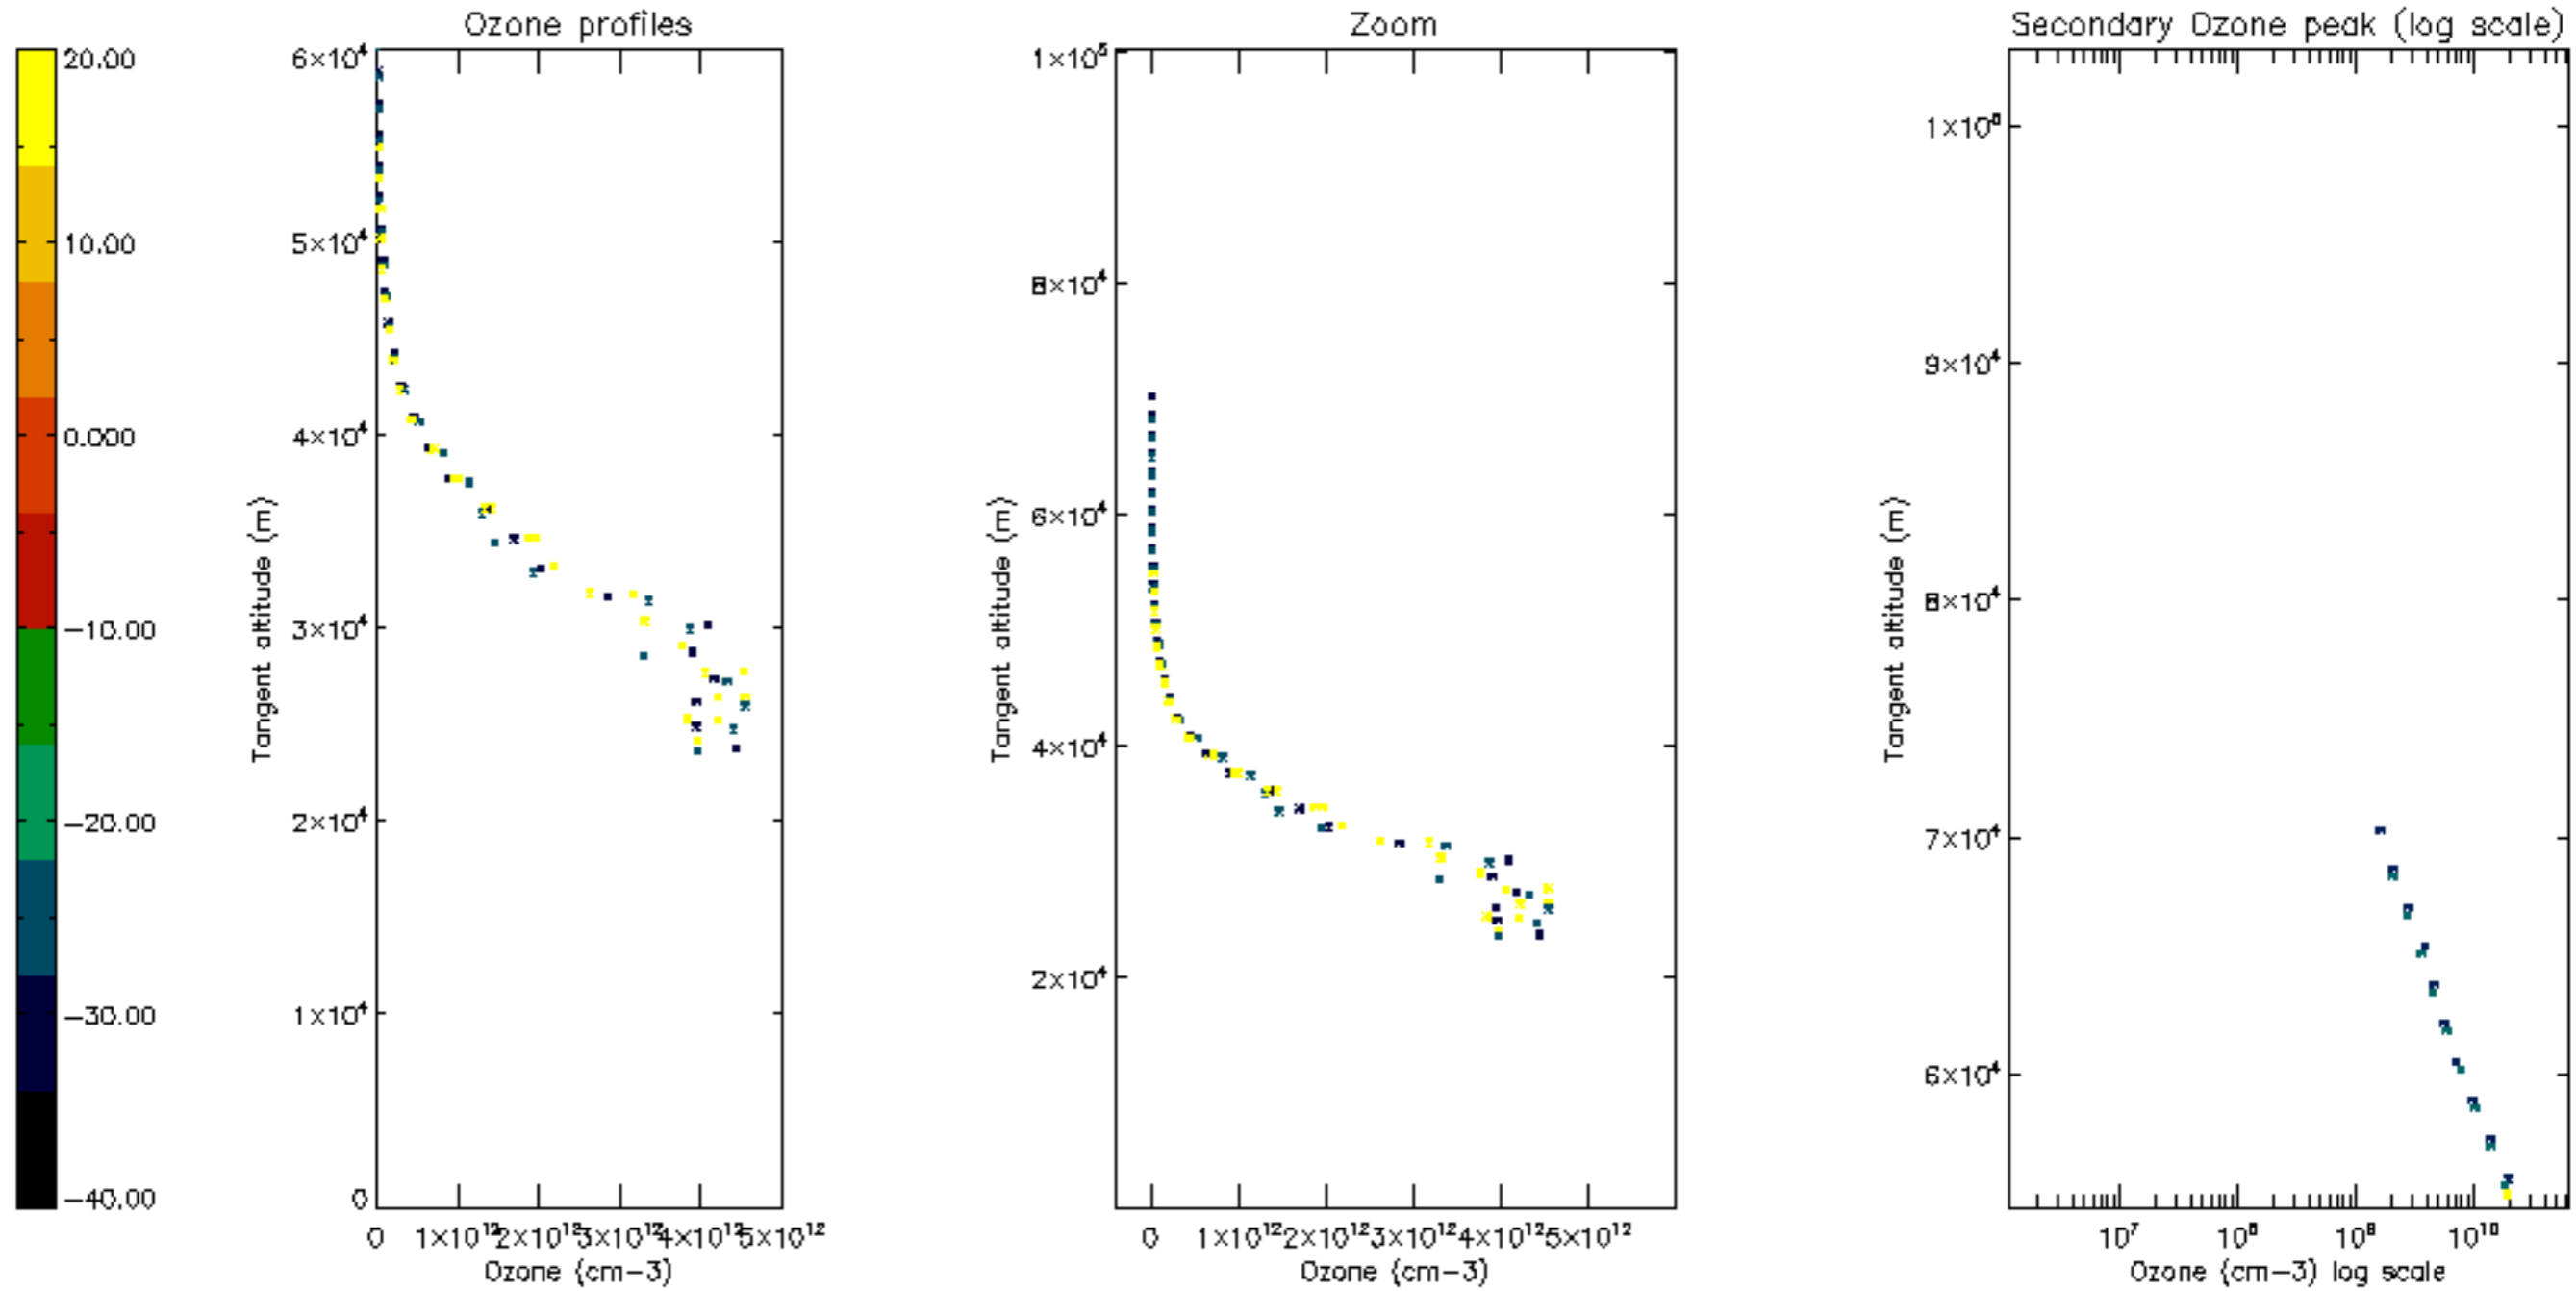 Ozone profiles
Zoom
Secondary Ozone peak (log scale)
20.00
10.00
0.000
−10.00
−20.00
−30.00
−40.00
6×10⁴
5×10⁴
4×10⁴
3×10⁴
2×10⁴
1×10⁴
0
Tangent altitude (m)
0 1×10¹² 2×10¹² 3×10¹² 4×10¹² 5×10¹²
Ozone (cm−3)
1×10⁵
8×10⁴
6×10⁴
4×10⁴
2×10⁴
Tangent altitude (m)
0 1×10¹² 2×10¹² 3×10¹² 4×10¹² 5×10¹²
Ozone (cm−3)
1×10⁵
9×10⁴
8×10⁴
7×10⁴
6×10⁴
Tangent altitude (m)
10⁷ 10⁸ 10⁹ 10¹⁰
Ozone (cm−3) log scale